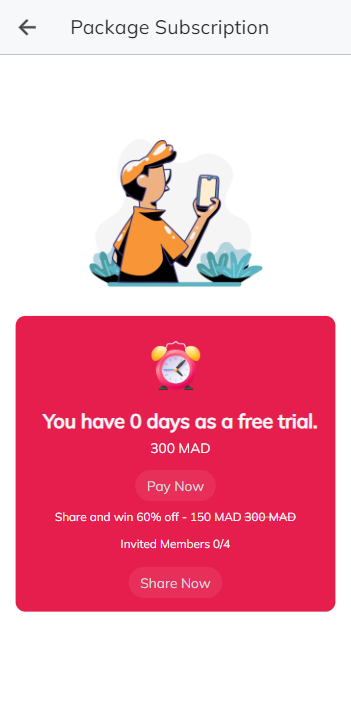 Package Subscription
You have 0 days as a free trial.
300 MAD
Pay Now
Share and win 60% off - 150 MAD 300 MAD
Invited Members 0/4
Share Now